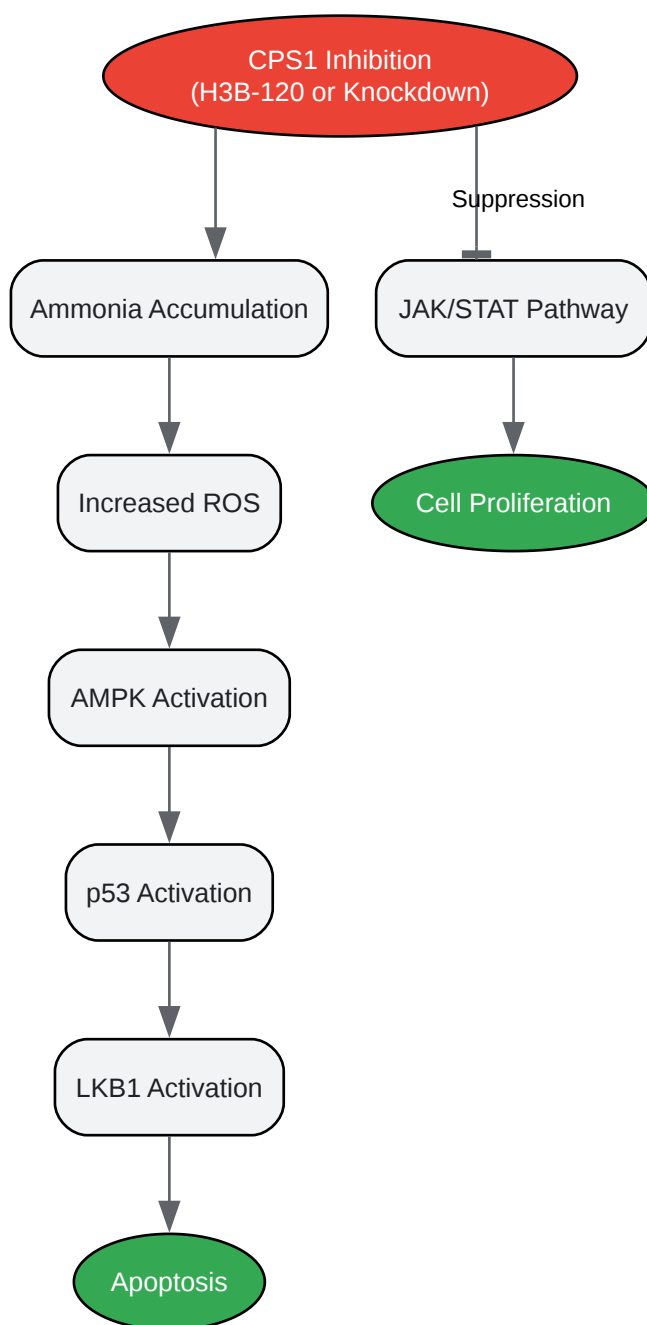 CPS1 Inhibition
(H3B-120 or Knockdown)
Suppression
Ammonia Accumulation
JAK/STAT Pathway
Increased ROS
Cell Proliferation
AMPK Activation
p53 Activation
LKB1 Activation
Apoptosis